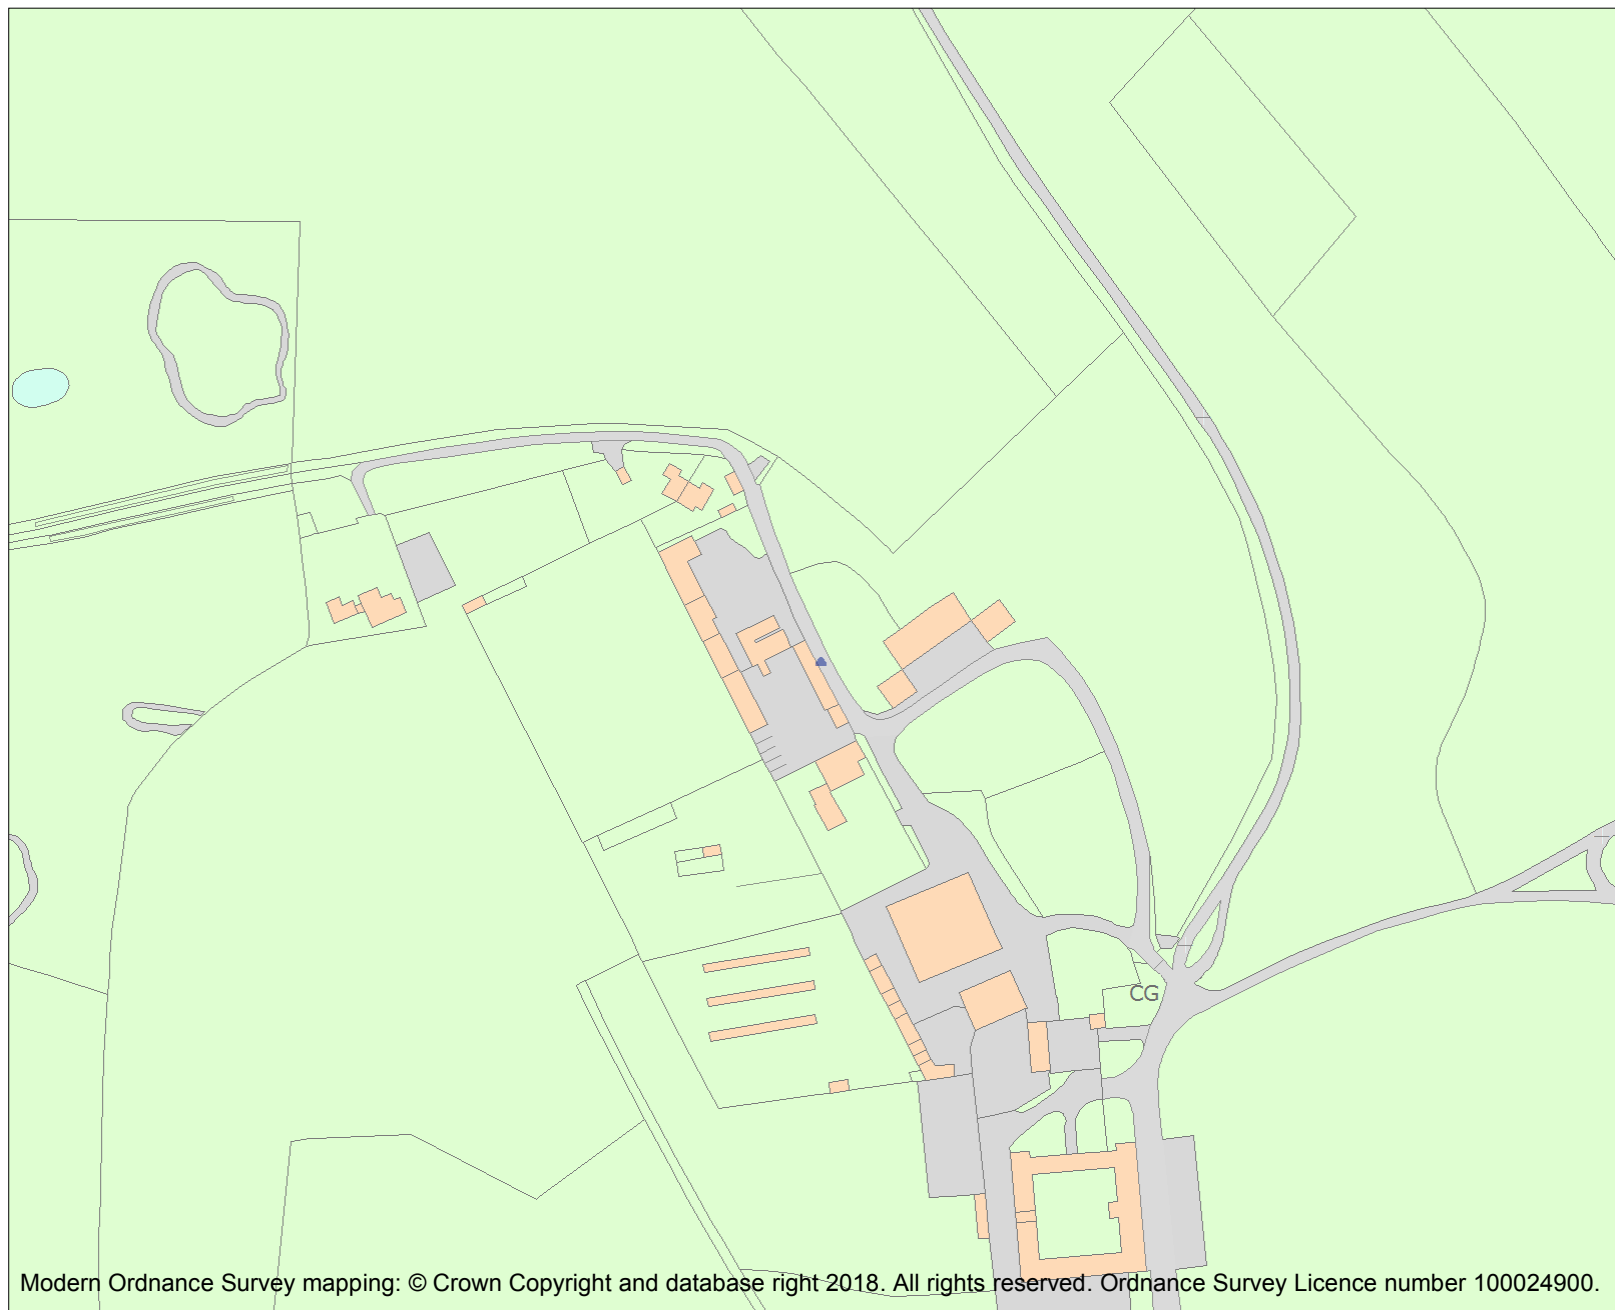 CG
Modern Ordnance Survey mapping: © Crown Copyright and database right 2018. All rights reserved. Ordnance Survey Licence number 100024900.